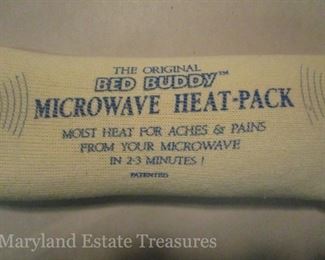 THE ORIGINAL
BED BUDDY™
MICROWAVE HEAT-PACK
MOIST HEAT FOR ACHES & PAINS
FROM YOUR MICROWAVE
IN 2-3 MINUTES!
PATENTED
Maryland Estate Treasures